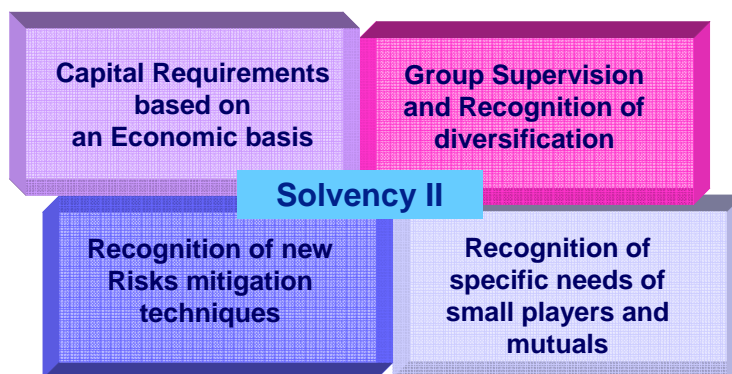 Capital Requirements
based on
an Economic basis
Group Supervision
and Recognition of
diversification
Solvency II
Recognition of new
Risks mitigation
techniques
Recognition of
specific needs of
small players and
mutuals